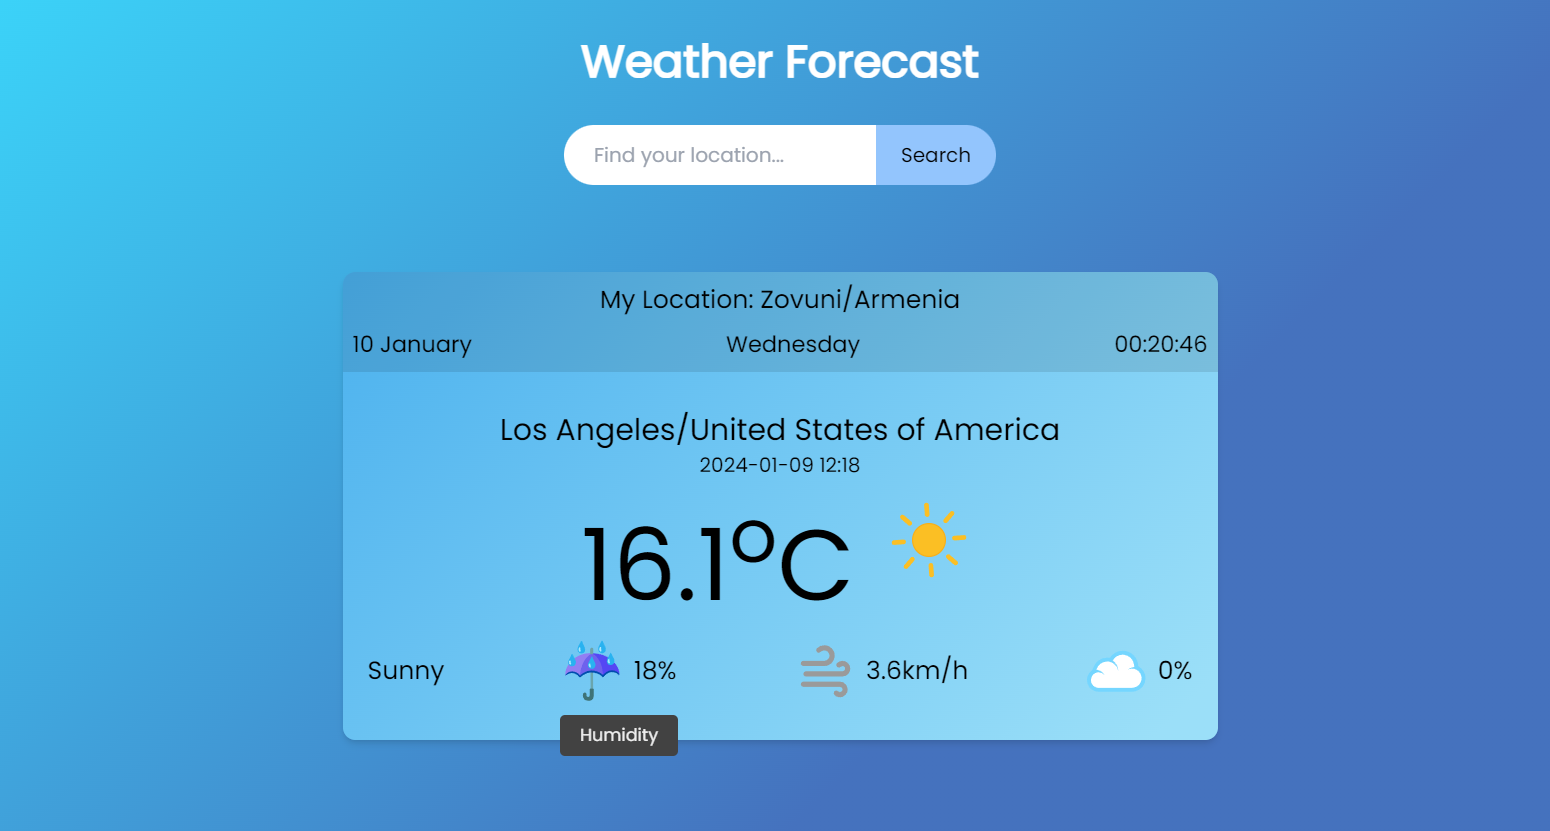 Weather Forecast
Find your location...
Search
My Location: Zovuni/Armenia
10 January
Wednesday
00:20:46
Los Angeles/United States of America
2024-01-09 12:18
16.1°C
Sunny
18%
3.6km/h
0%
Humidity